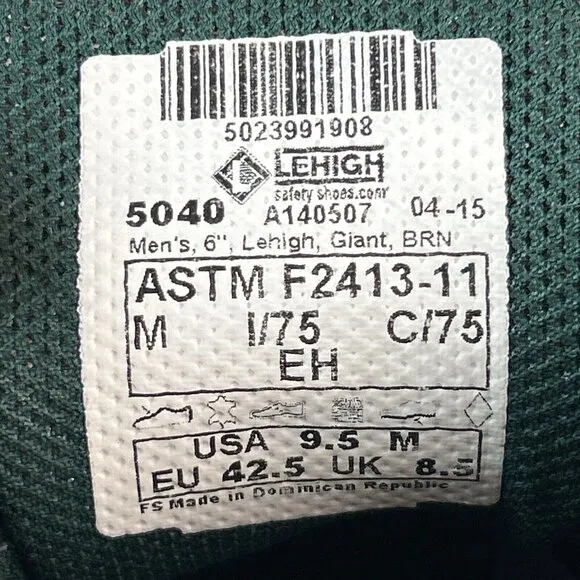 5023991908
LEHIGH
safety shoes.com
5040 A140507 04-15
Men's, 6", Lehigh, Giant, BRN
ASTM F2413-11
M I/75 C/75
EH
USA 9.5 M
EU 42.5 UK 8.5
FS Made in Dominican Republic